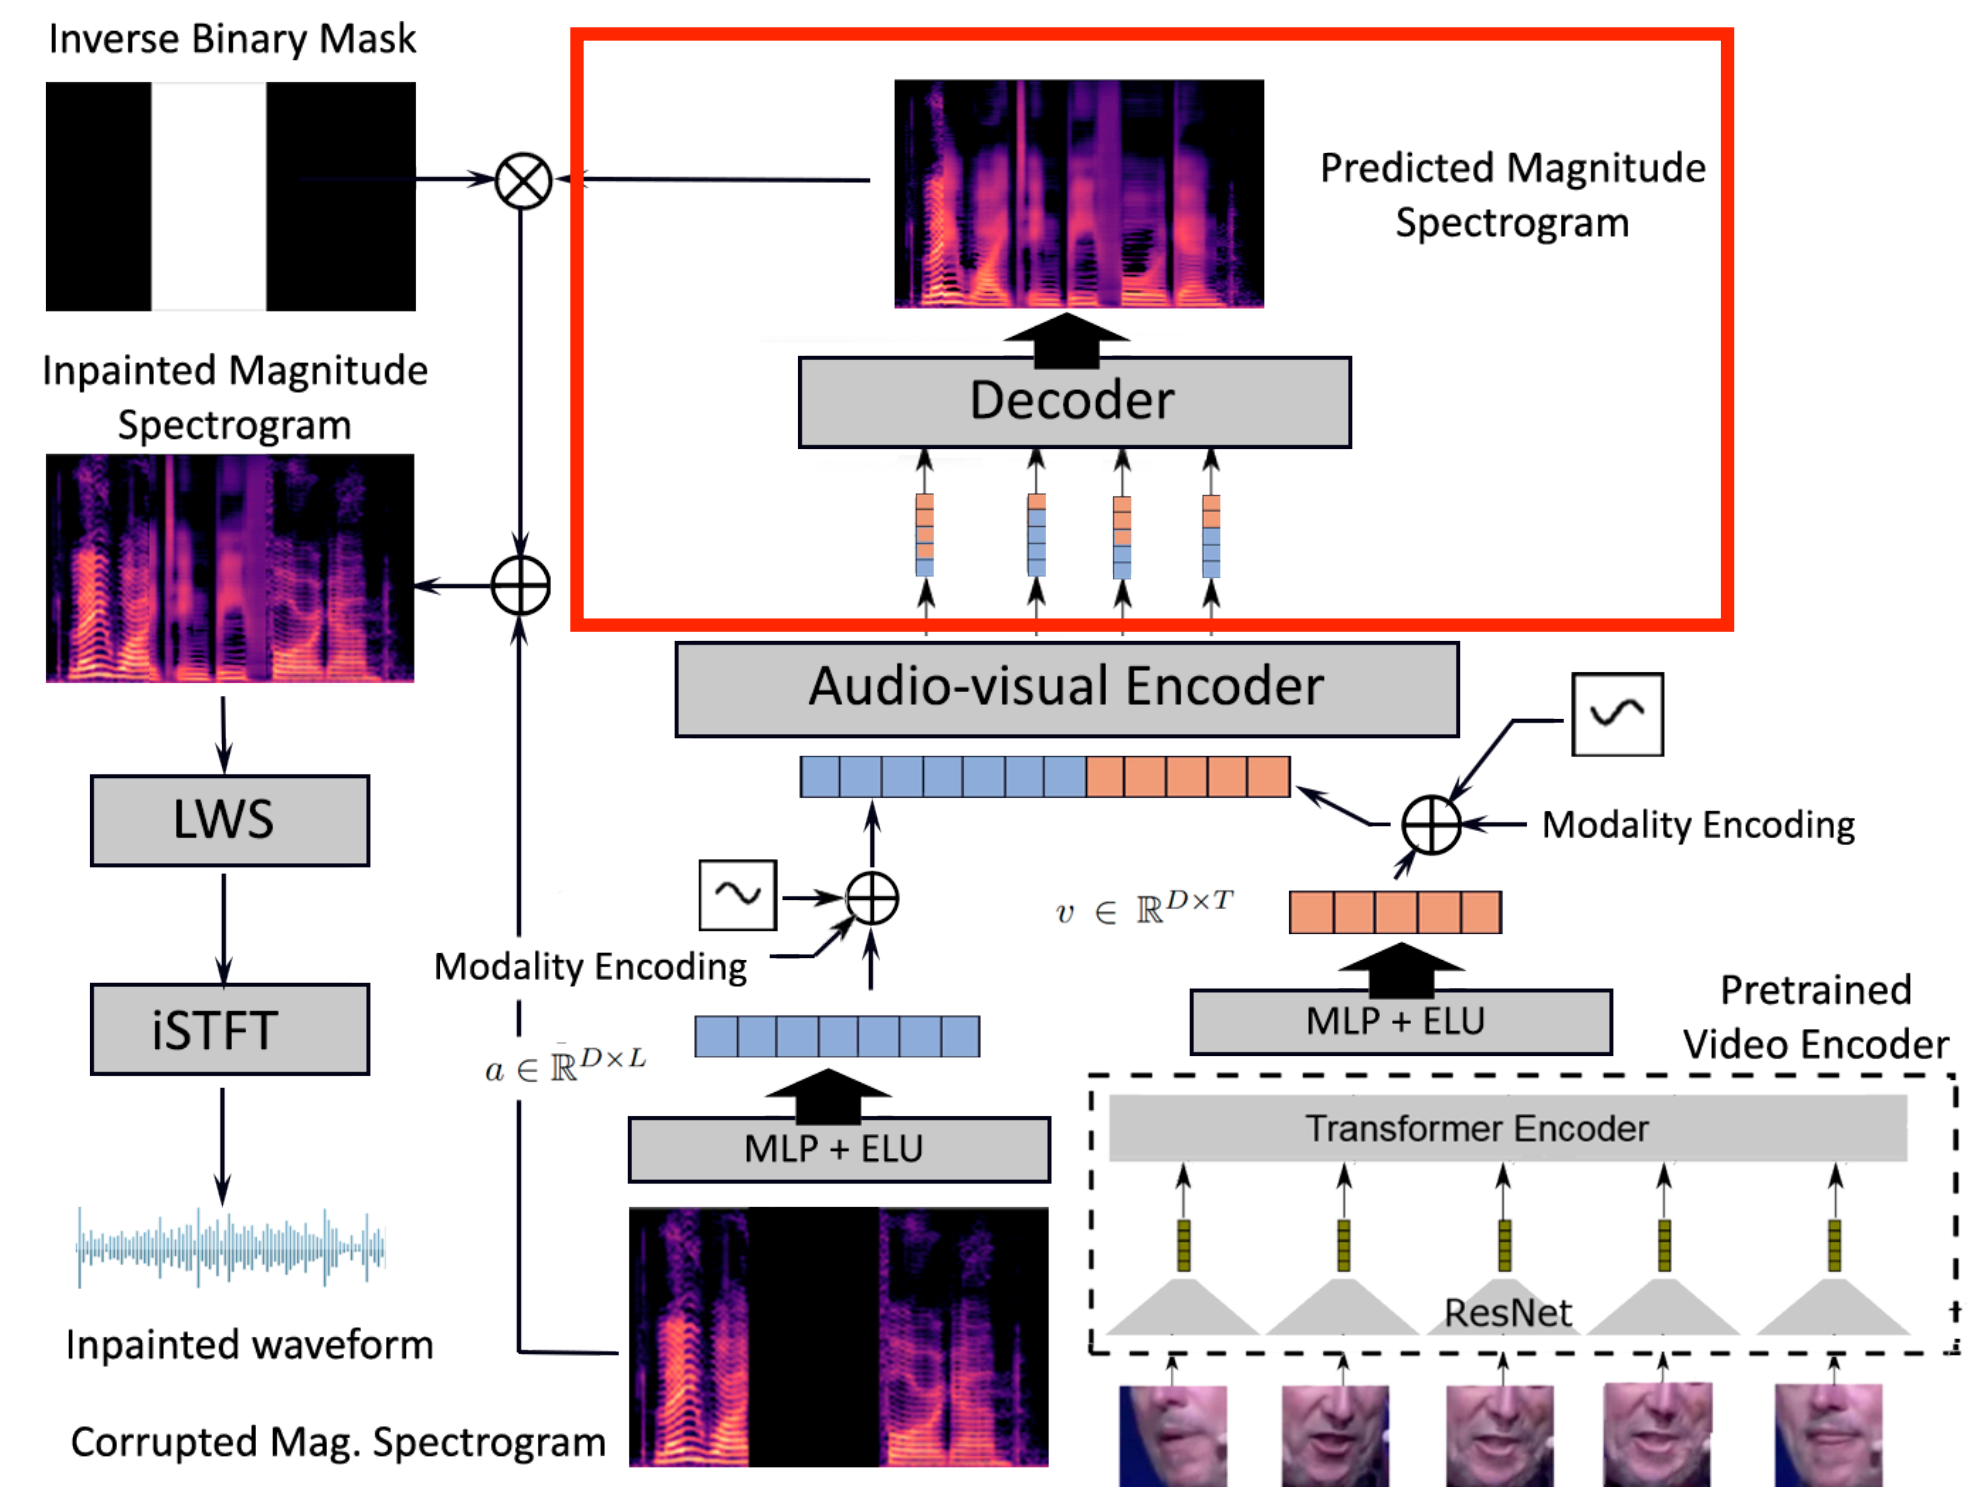 Inverse Binary Mask
Predicted Magnitude
Spectrogram
Inpainted Magnitude
Spectrogram
Decoder
Audio-visual Encoder
LWS
Modality Encoding
v ∈ ℝ^{D×T}
Modality Encoding
iSTFT
a ∈ ℝ^{D×L}
MLP + ELU
Pretrained
Video Encoder
MLP + ELU
Transformer Encoder
ResNet
Inpainted waveform
Corrupted Mag. Spectrogram